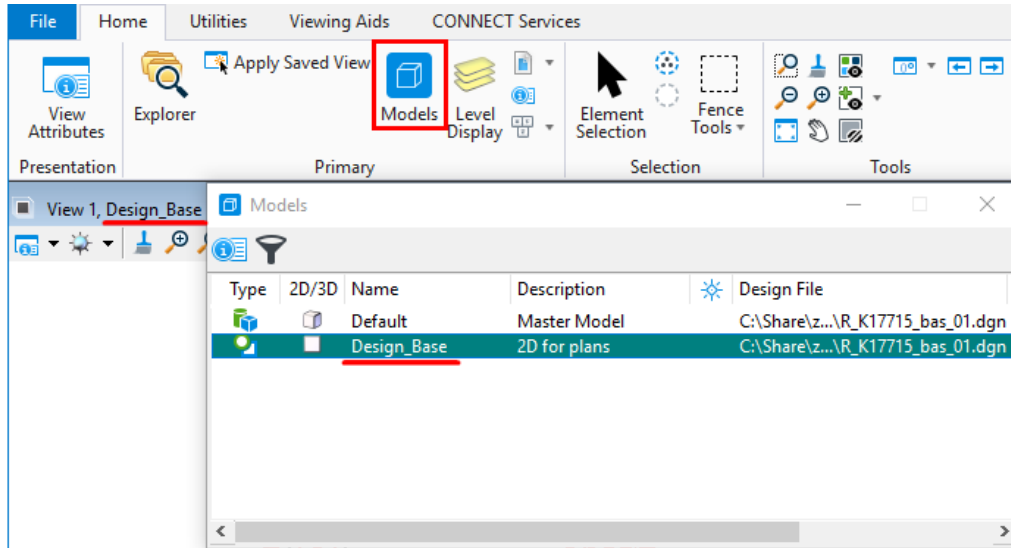 File Home Utilities Viewing Aids CONNECT Services
View Attributes
Explorer
Apply Saved View
Models
Level Display
Element Selection
Fence Tools
Presentation Primary Selection Tools
View 1, Design_Base
Models
Type 2D/3D Name Description Design File
Default Master Model C:\Share\z...\R_K17715_bas_01.dgn
Design_Base 2D for plans C:\Share\z...\R_K17715_bas_01.dgn